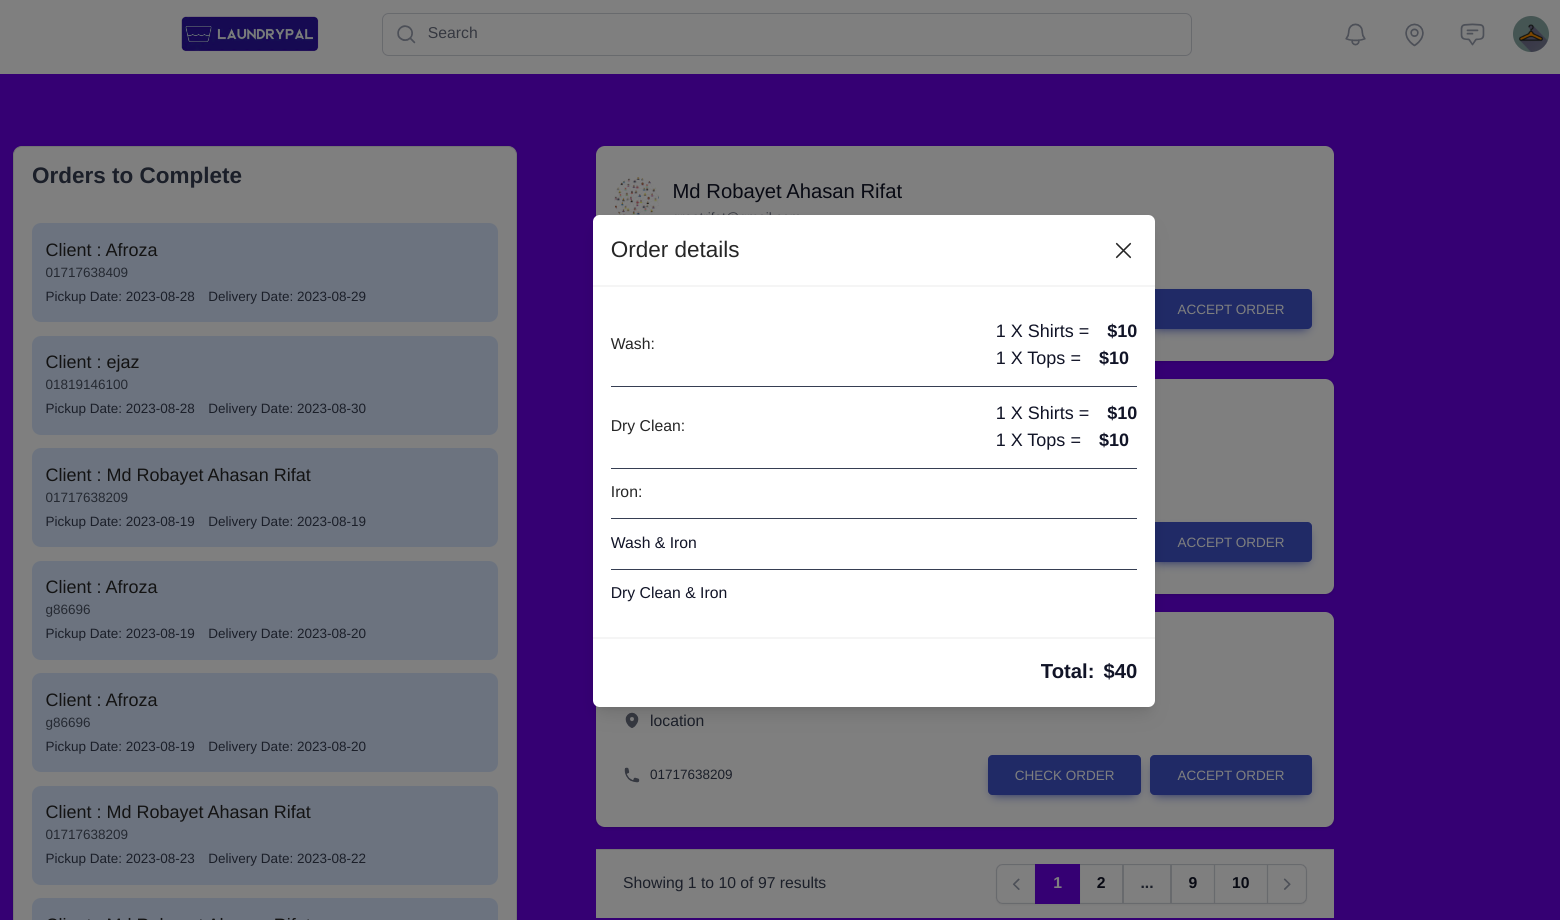 LAUNDRYPAL
Search
Orders to Complete
Client : Afroza
01717638409
Pickup Date: 2023-08-28 Delivery Date: 2023-08-29
Client : ejaz
01819146100
Pickup Date: 2023-08-28 Delivery Date: 2023-08-30
Client : Md Robayet Ahasan Rifat
01717638209
Pickup Date: 2023-08-19 Delivery Date: 2023-08-19
Client : Afroza
g86696
Pickup Date: 2023-08-19 Delivery Date: 2023-08-20
Client : Afroza
g86696
Pickup Date: 2023-08-19 Delivery Date: 2023-08-20
Client : Md Robayet Ahasan Rifat
01717638209
Pickup Date: 2023-08-23 Delivery Date: 2023-08-22
Client : Md Robayet Ahasan Rifat
Md Robayet Ahasan Rifat
ACCEPT ORDER
ACCEPT ORDER
Order details
Wash:
1 X Shirts = $10
1 X Tops = $10
Dry Clean:
1 X Shirts = $10
1 X Tops = $10
Iron:
Wash & Iron
Dry Clean & Iron
Total: $40
location
01717638209
CHECK ORDER
ACCEPT ORDER
Showing 1 to 10 of 97 results
1 2 ... 9 10